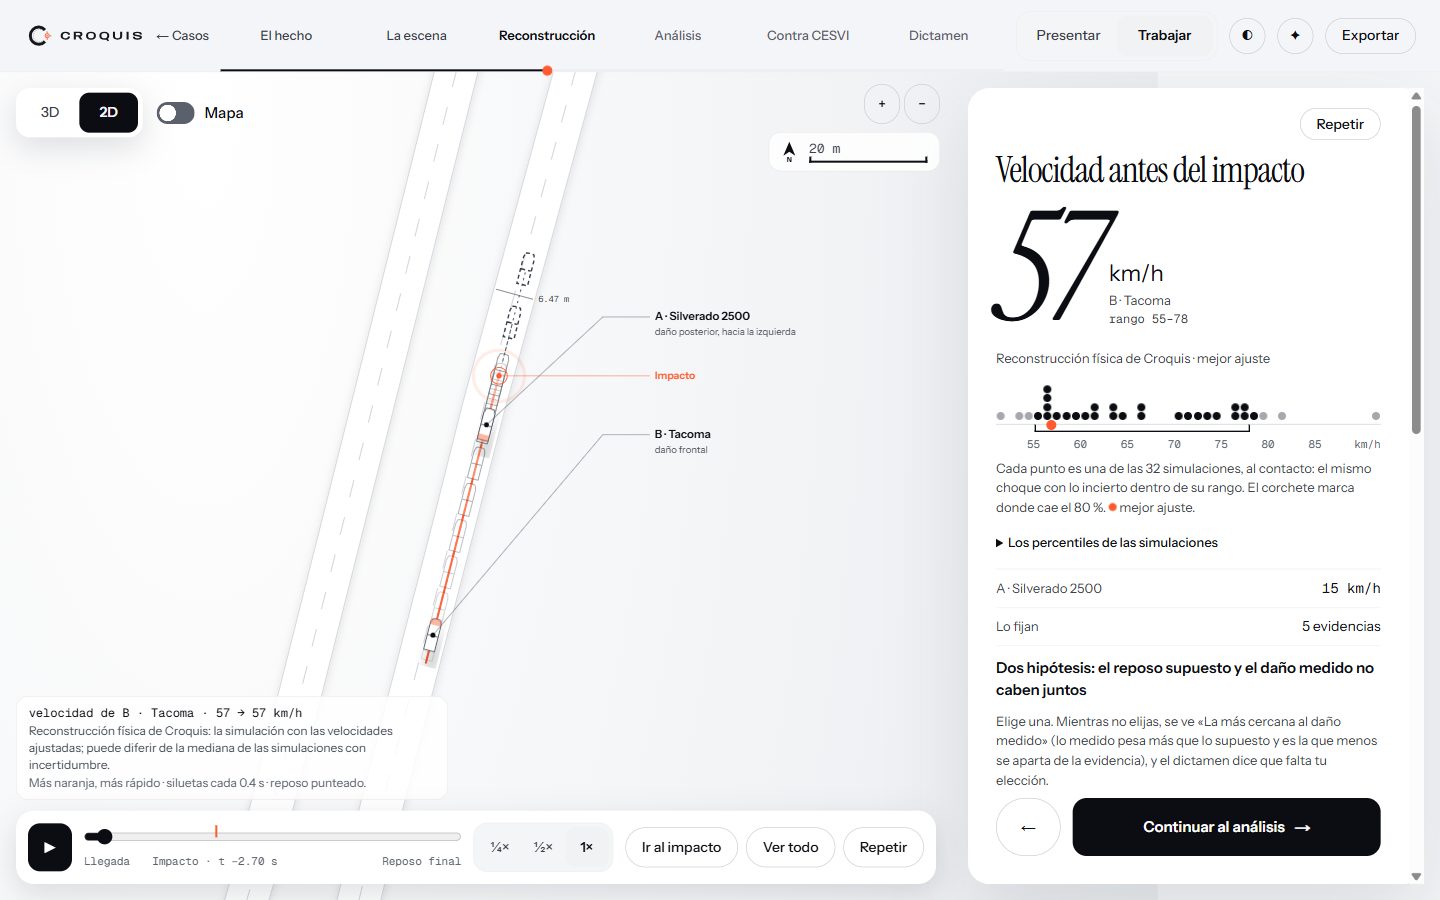 CROQUIS
← Casos
El hecho
La escena
Reconstrucción
Análisis
Contra CESVI
Dictamen
Presentar
Trabajar
Exportar
3D
2D
Mapa
+
−
N
20 m
6.47 m
A · Silverado 2500
daño posterior, hacia la izquierda
Impacto
B · Tacoma
daño frontal
velocidad de B · Tacoma · 57 → 57 km/h
Reconstrucción física de Croquis: la simulación con las velocidades
ajustadas; puede diferir de la mediana de las simulaciones con
incertidumbre.
Más naranja, más rápido · siluetas cada 0.4 s · reposo punteado.
Llegada
Impacto · t −2.70 s
Reposo final
¼×
½×
1×
Ir al impacto
Ver todo
Repetir
Repetir
Velocidad antes del impacto
57
km/h
B · Tacoma
rango 55–78
Reconstrucción física de Croquis · mejor ajuste
55
60
65
70
75
80
85
km/h
Cada punto es una de las 32 simulaciones, al contacto: el mismo
choque con lo incierto dentro de su rango. El corchete marca
donde cae el 80 %. mejor ajuste.
Los percentiles de las simulaciones
A · Silverado 2500
15 km/h
Lo fijan
5 evidencias
Dos hipótesis: el reposo supuesto y el daño medido no
caben juntos
Elige una. Mientras no elijas, se ve «La más cercana al daño
medido» (lo medido pesa más que lo supuesto y es la que menos
se aparta de la evidencia), y el dictamen dice que falta tu
elección.
←
Continuar al análisis →